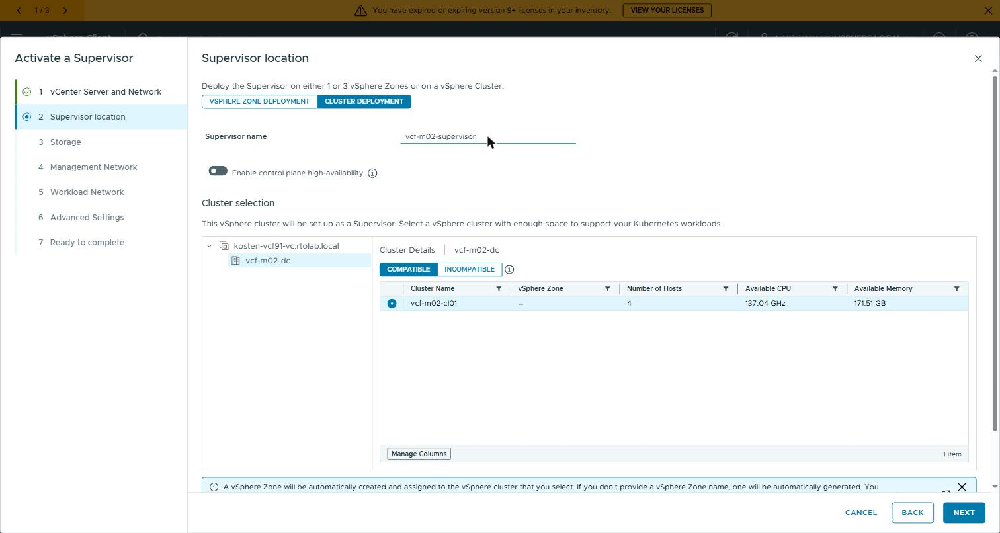 1 / 3
You have expired or expiring version 9+ licenses in your inventory.
VIEW YOUR LICENSES
vSphere Client
Activate a Supervisor
1 vCenter Server and Network
2 Supervisor location
3 Storage
4 Management Network
5 Workload Network
6 Advanced Settings
7 Ready to complete
Supervisor location
Deploy the Supervisor on either 1 or 3 vSphere Zones or on a vSphere Cluster.
VSPHERE ZONE DEPLOYMENT CLUSTER DEPLOYMENT
Supervisor name vcf-m02-supervisor
Enable control plane high-availability
Cluster selection
This vSphere cluster will be set up as a Supervisor. Select a vSphere cluster with enough space to support your Kubernetes workloads.
kosten-vcf91-vc.rtolab.local
vcf-m02-dc
Cluster Details vcf-m02-dc
COMPATIBLE INCOMPATIBLE
Cluster Name vSphere Zone Number of Hosts Available CPU Available Memory
vcf-m02-cl01 -- 4 137.04 GHz 171.51 GB
Manage Columns 1 item
A vSphere Zone will be automatically created and assigned to the vSphere cluster that you select. If you don't provide a vSphere Zone name, one will be automatically generated. You
CANCEL BACK NEXT